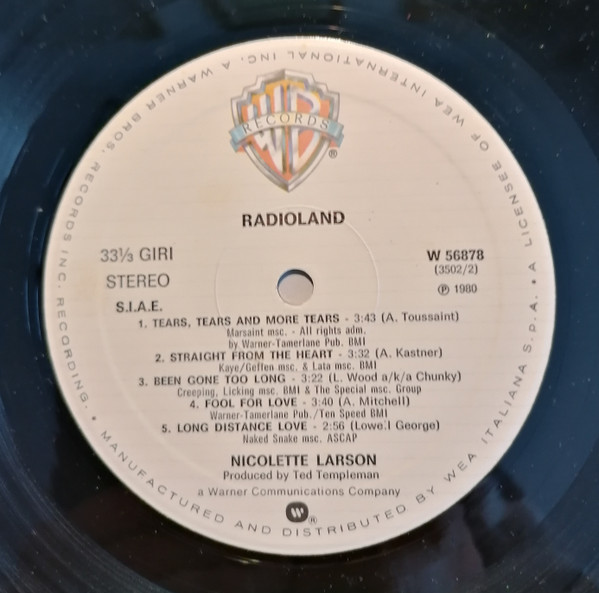 WB
RECORDS
®
RADIOLAND
33⅓ GIRI
STEREO
S.I.A.E.
W 56878
(3502/2)
℗ 1980
1. TEARS, TEARS AND MORE TEARS - 3:43 (A. Toussaint)
Marsaint msc. - All rights adm.
by Warner-Tamerlane Pub. BMI
2. STRAIGHT FROM THE HEART - 3:32 (A. Kastner)
Kaye/Geffen msc. & Lata msc. BMI
3. BEEN GONE TOO LONG - 3:22 (L. Wood a/k/a Chunky)
Creeping, Licking msc. BMI & The Special msc. Group
4. FOOL FOR LOVE - 3:40 (A. Mitchell)
Warner-Tamerlane Pub./Ten Speed BMI
5. LONG DISTANCE LOVE - 2:56 (Lowe.l George)
Naked Snake msc. ASCAP
NICOLETTE LARSON
Produced by Ted Templeman
a Warner Communications Company
®
• MANUFACTURED AND DISTRIBUTED BY WEA ITALIANA S.p.A. • A LICENSEE OF WEA INTERNATIONAL INC. A WARNER BROS. RECORDS INC. RECORDING.